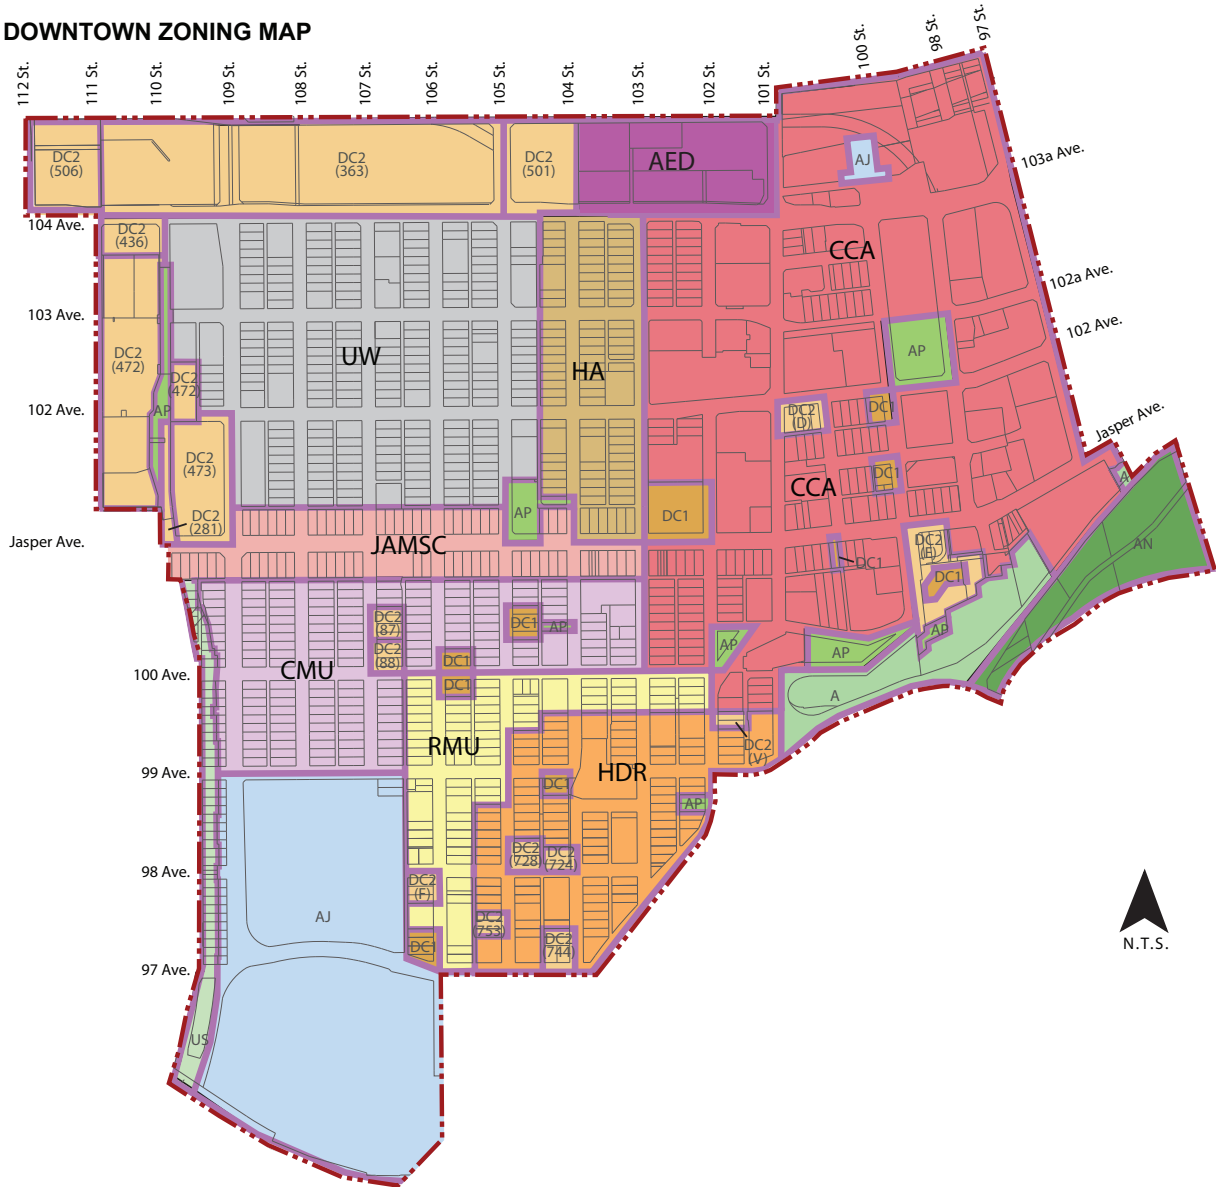 DOWNTOWN ZONING MAP
112 St.
111 St.
110 St.
109 St.
108 St.
107 St.
106 St.
105 St.
104 St.
103 St.
102 St.
101 St.
100 St.
98 St.
97 St.
103a Ave.
102a Ave.
102 Ave.
Jasper Ave.
104 Ave.
103 Ave.
102 Ave.
Jasper Ave.
100 Ave.
99 Ave.
98 Ave.
97 Ave.
DC2
(506)
DC2
(363)
DC2
(501)
AED
AJ
DC2
(436)
CCA
DC2
(472)
UW
HA
AP
DC2
(472)
AP
DC2
(D)
DC1
DC2
(473)
CCA
DC1
A
DC2
(281)
AP
DC1
JAMSC
DC2
(E)
AN
DC1
DC1
DC2
(87)
DC1
AP
AP
DC2
(88)
DC1
AP
AP
CMU
DC1
A
RMU
DC2
(V)
HDR
DC1
AP
DC2
(728)
DC2
(724)
DC2
(F)
AJ
DC2
(753)
DC1
DC2
(744)
US
N.T.S.